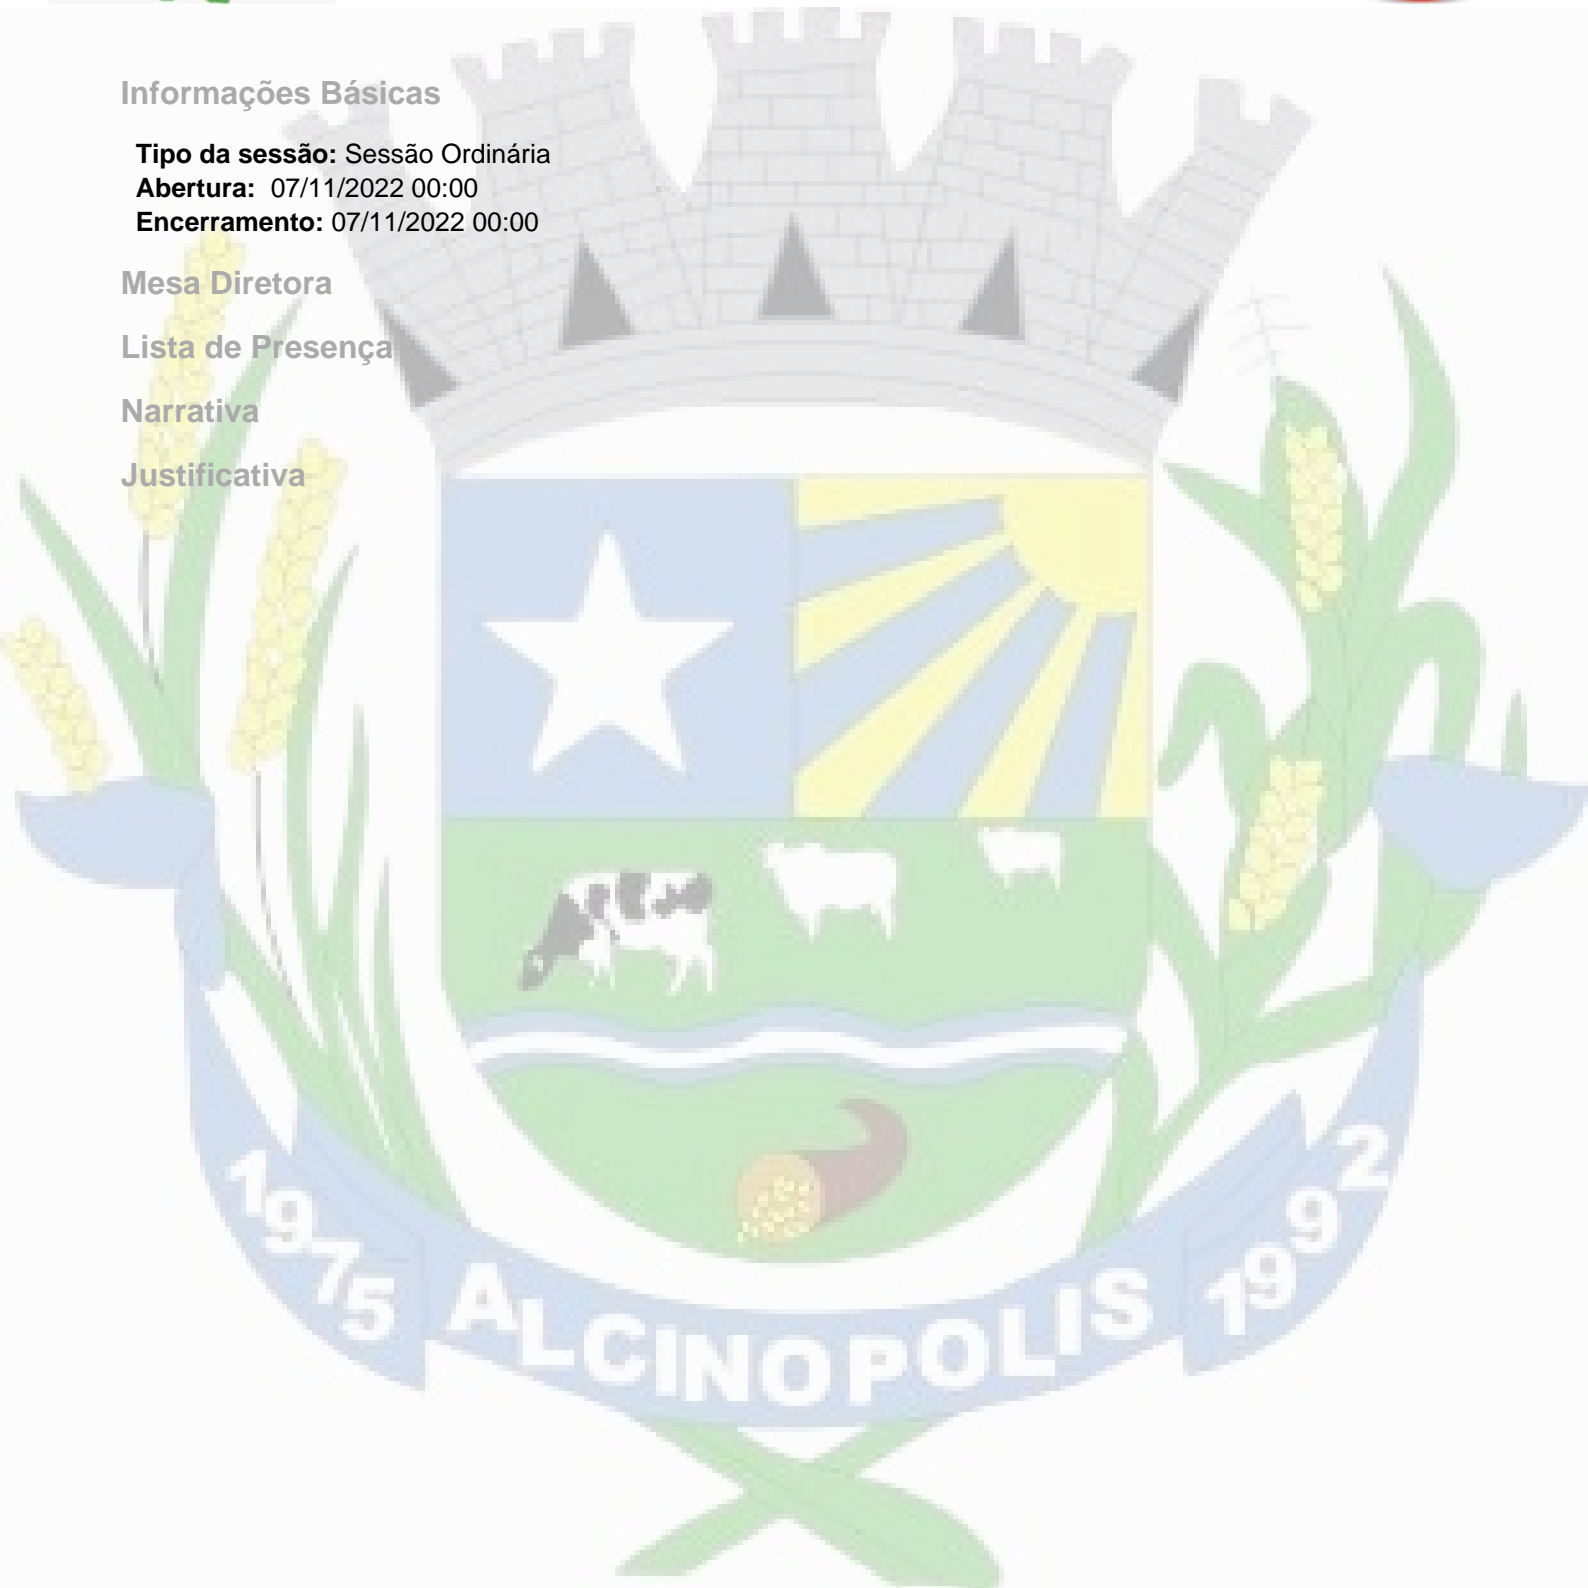 Informações Básicas
Tipo da sessão: Sessão Ordinária
Abertura: 07/11/2022 00:00
Encerramento: 07/11/2022 00:00
Mesa Diretora
Lista de Presença
Narrativa
Justificativa
1975 ALCINOPOLIS 1992